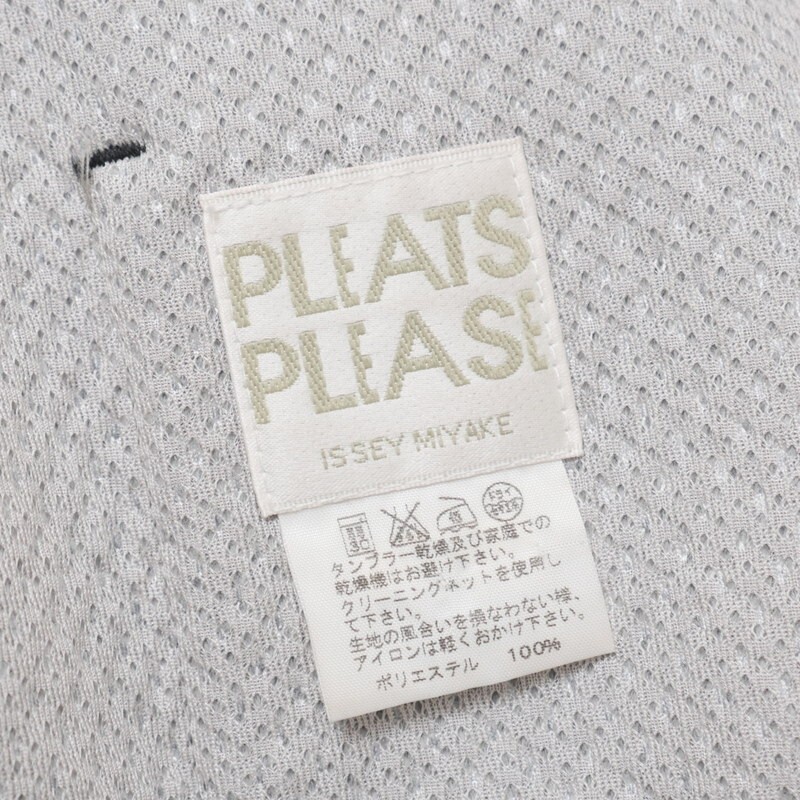 PLEATS
PLEASE
ISSEY MIYAKE
ドライ
タンブラー乾燥及び家庭での
乾燥機はお避け下さい。
クリーニングネットを使用し
て下さい。
生地の風合いを損なわない様、
アイロンは軽くおかけ下さい。
ポリエステル 100%